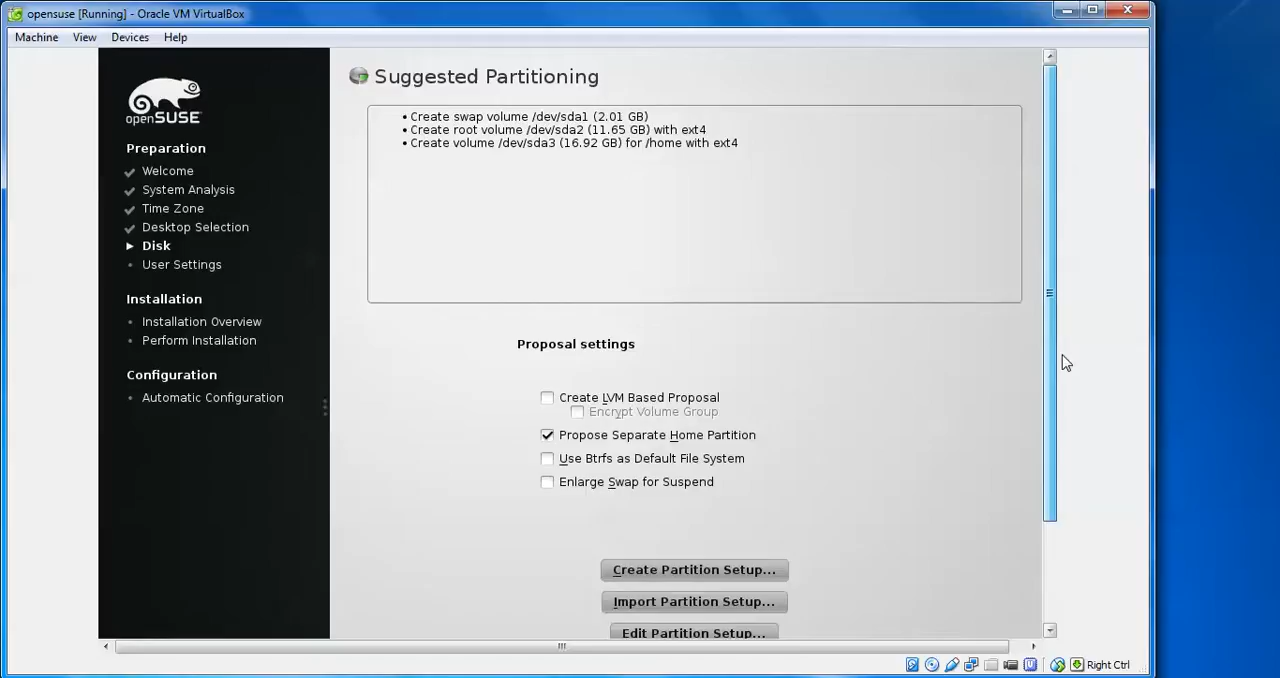 opensuse [Running] - Oracle VM VirtualBox
Machine View Devices Help
openSUSE
Preparation
Welcome
System Analysis
Time Zone
Desktop Selection
Disk
User Settings
Installation
Installation Overview
Perform Installation
Configuration
Automatic Configuration
Suggested Partitioning
• Create swap volume /dev/sda1 (2.01 GB)
• Create root volume /dev/sda2 (11.65 GB) with ext4
• Create volume /dev/sda3 (16.92 GB) for /home with ext4
Proposal settings
Create LVM Based Proposal
Encrypt Volume Group
Propose Separate Home Partition
Use Btrfs as Default File System
Enlarge Swap for Suspend
Create Partition Setup...
Import Partition Setup...
Edit Partition Setup...
Right Ctrl